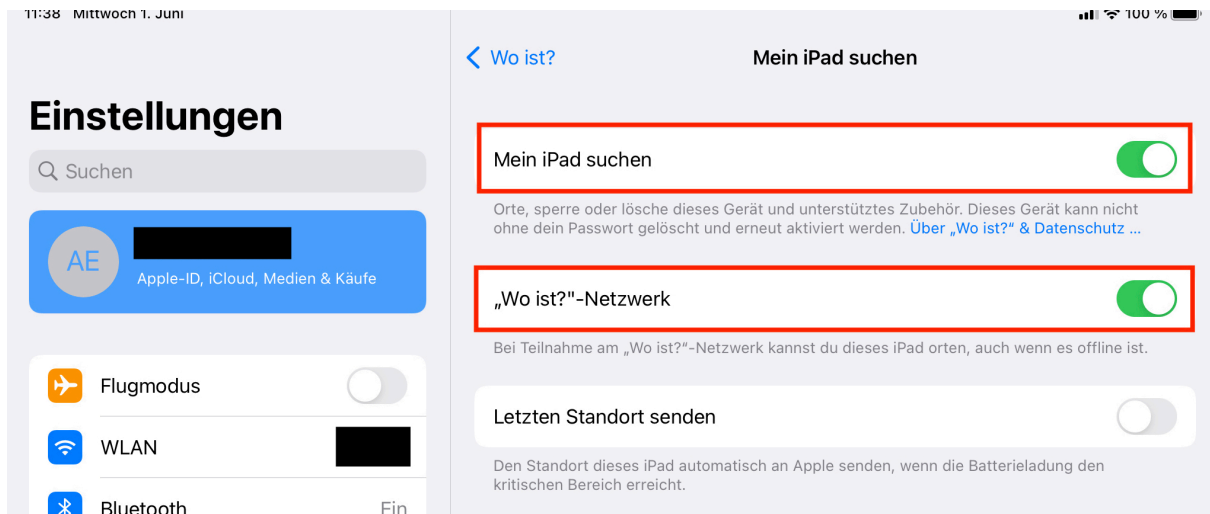 11:38 Mittwoch 1. Juni
100 %
Einstellungen
Suchen
AE
Apple-ID, iCloud, Medien & Käufe
Flugmodus
WLAN
Bluetooth Ein
Wo ist?
Mein iPad suchen
Mein iPad suchen
Orte, sperre oder lösche dieses Gerät und unterstütztes Zubehör. Dieses Gerät kann nicht
ohne dein Passwort gelöscht und erneut aktiviert werden. Über „Wo ist?“ & Datenschutz ...
„Wo ist?"-Netzwerk
Bei Teilnahme am „Wo ist?“-Netzwerk kannst du dieses iPad orten, auch wenn es offline ist.
Letzten Standort senden
Den Standort dieses iPad automatisch an Apple senden, wenn die Batterieladung den
kritischen Bereich erreicht.